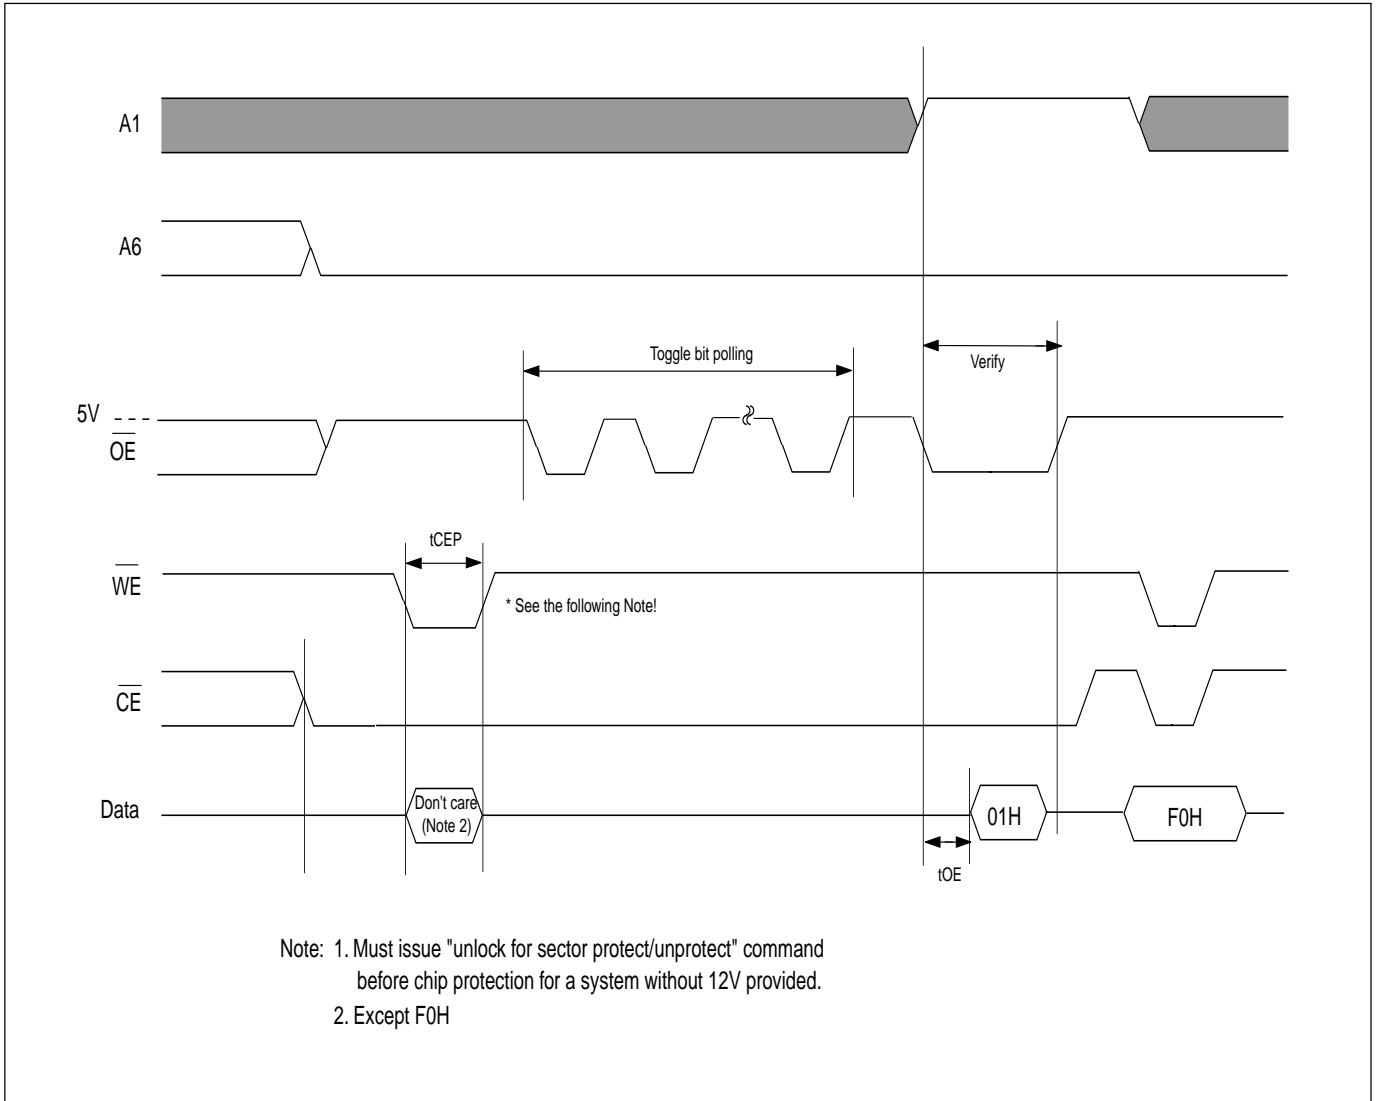 A1
A6
Toggle bit polling
Verify
5V
OE
tCEP
WE
* See the following Note!
CE
Data
Don't care
(Note 2)
01H
F0H
tOE
Note: 1. Must issue "unlock for sector protect/unprotect" command
before chip protection for a system without 12V provided.
2. Except F0H